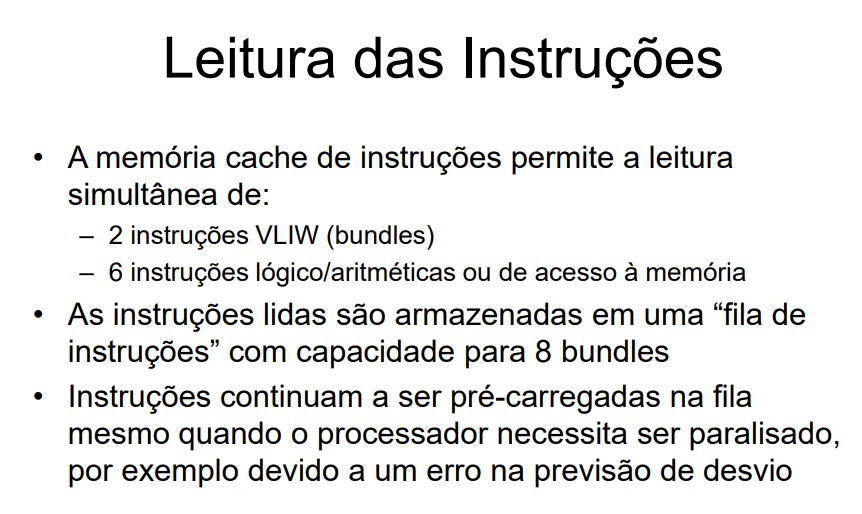 Leitura das Instruções
• A memória cache de instruções permite a leitura
simultânea de:
– 2 instruções VLIW (bundles)
– 6 instruções lógico/aritméticas ou de acesso à memória
• As instruções lidas são armazenadas em uma “fila de
instruções” com capacidade para 8 bundles
• Instruções continuam a ser pré-carregadas na fila
mesmo quando o processador necessita ser paralisado,
por exemplo devido a um erro na previsão de desvio